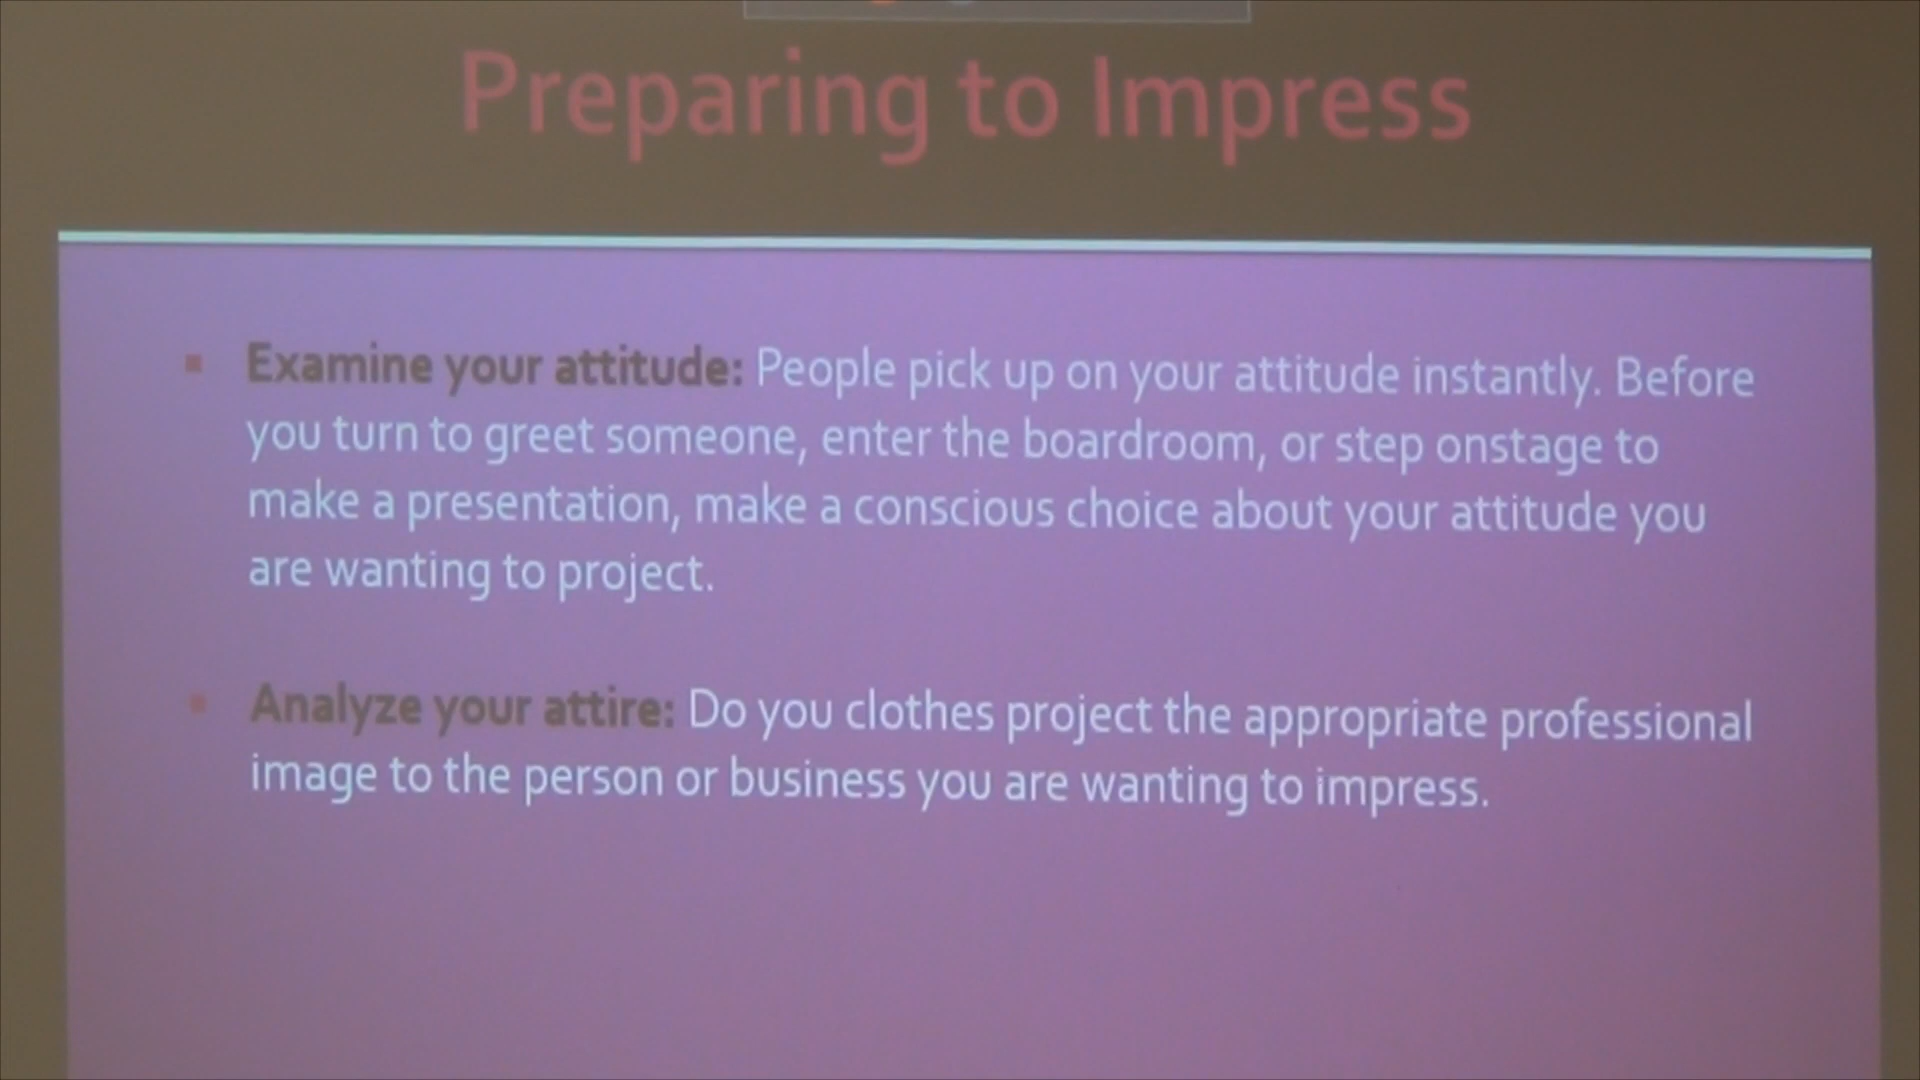 Preparing to Impress
▪ Examine your attitude: People pick up on your attitude instantly. Before
you turn to greet someone, enter the boardroom, or step onstage to
make a presentation, make a conscious choice about your attitude you
are wanting to project.
▪ Analyze your attire: Do you clothes project the appropriate professional
image to the person or business you are wanting to impress.